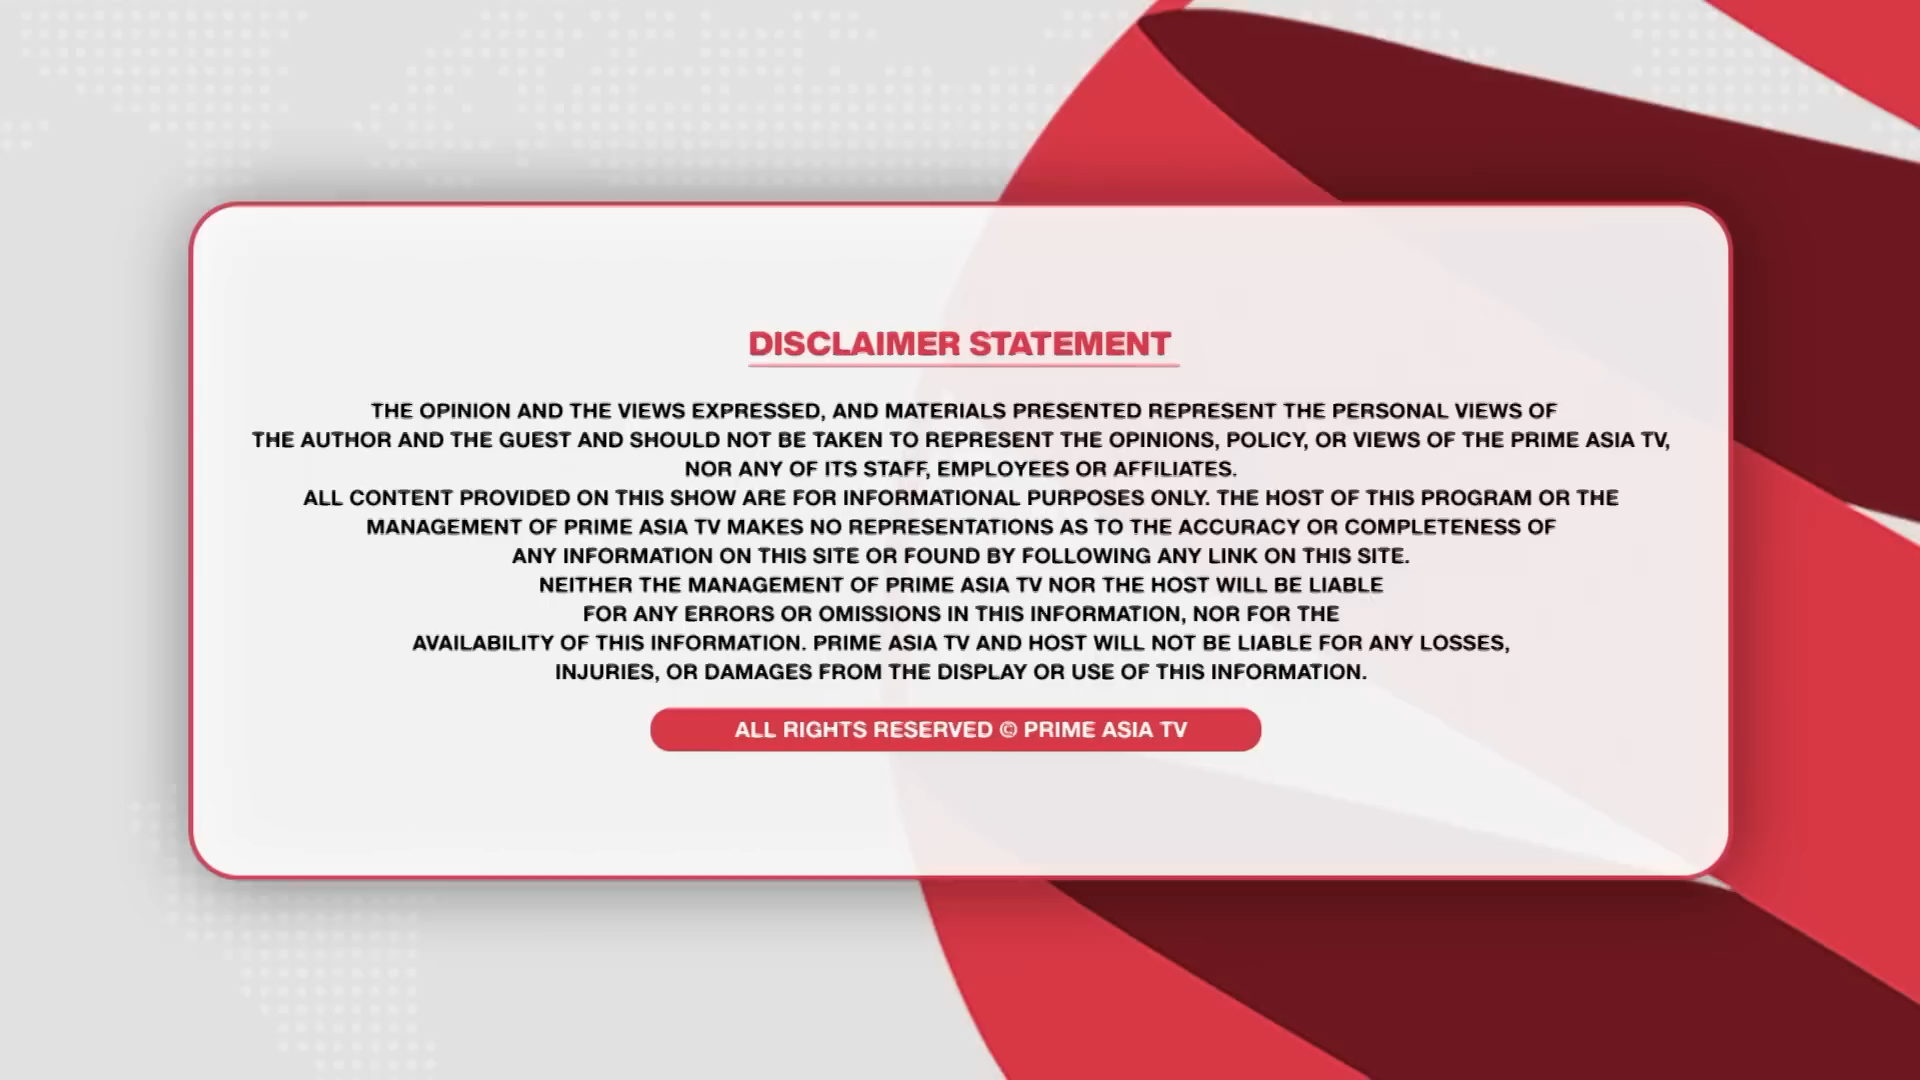 DISCLAIMER STATEMENT
THE OPINION AND THE VIEWS EXPRESSED, AND MATERIALS PRESENTED REPRESENT THE PERSONAL VIEWS OF
THE AUTHOR AND THE GUEST AND SHOULD NOT BE TAKEN TO REPRESENT THE OPINIONS, POLICY, OR VIEWS OF THE PRIME ASIA TV,
NOR ANY OF ITS STAFF, EMPLOYEES OR AFFILIATES.
ALL CONTENT PROVIDED ON THIS SHOW ARE FOR INFORMATIONAL PURPOSES ONLY. THE HOST OF THIS PROGRAM OR THE
MANAGEMENT OF PRIME ASIA TV MAKES NO REPRESENTATIONS AS TO THE ACCURACY OR COMPLETENESS OF
ANY INFORMATION ON THIS SITE OR FOUND BY FOLLOWING ANY LINK ON THIS SITE.
NEITHER THE MANAGEMENT OF PRIME ASIA TV NOR THE HOST WILL BE LIABLE
FOR ANY ERRORS OR OMISSIONS IN THIS INFORMATION, NOR FOR THE
AVAILABILITY OF THIS INFORMATION. PRIME ASIA TV AND HOST WILL NOT BE LIABLE FOR ANY LOSSES,
INJURIES, OR DAMAGES FROM THE DISPLAY OR USE OF THIS INFORMATION.
ALL RIGHTS RESERVED © PRIME ASIA TV